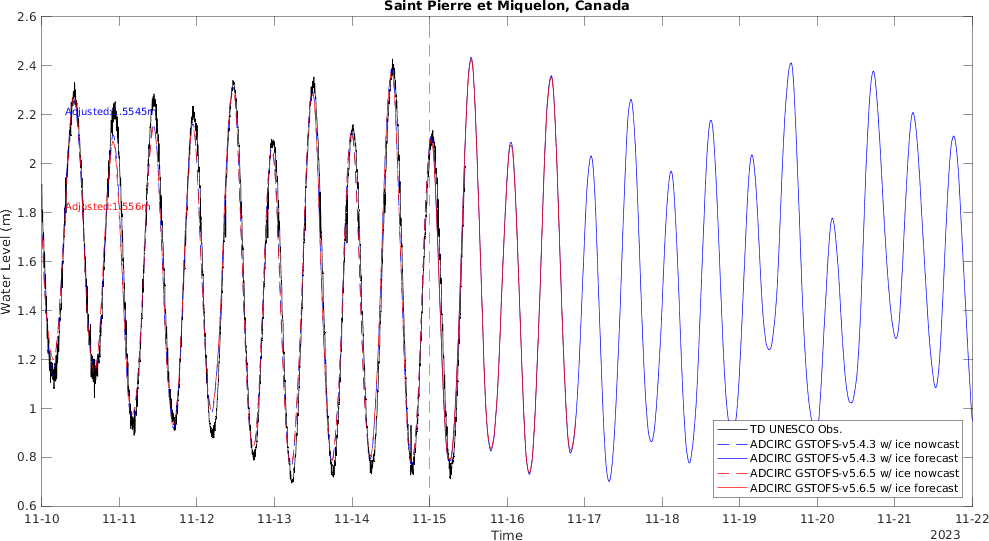 Saint Pierre et Miquelon, Canada
2.6
2.4
2.2
2
1.8
1.6
1.4
1.2
1
0.8
0.6
Water Level (m)
Adjusted:1.5545m
Adjusted:1.556m
TD UNESCO Obs.
ADCIRC GSTOFS-v5.4.3 w/ ice nowcast
ADCIRC GSTOFS-v5.4.3 w/ ice forecast
ADCIRC GSTOFS-v5.6.5 w/ ice nowcast
ADCIRC GSTOFS-v5.6.5 w/ ice forecast
11-10 11-11 11-12 11-13 11-14 11-15 11-16 11-17 11-18 11-19 11-20 11-21 11-22
Time
2023